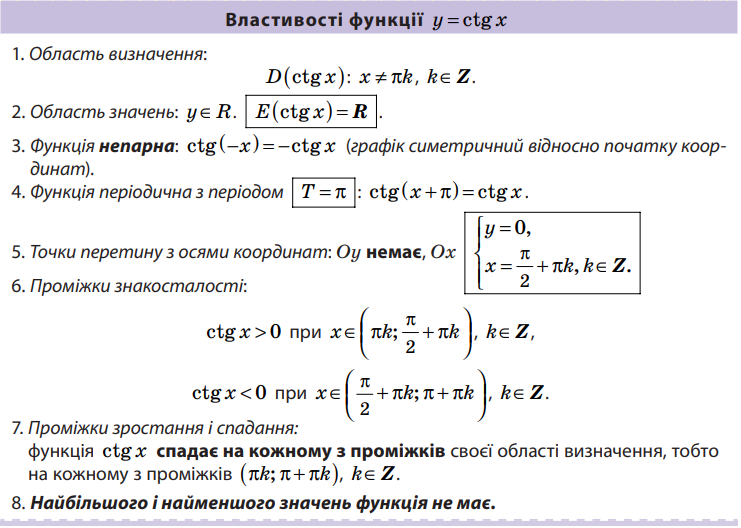 Властивості функції y = ctg x
1. Область визначення:
D(ctg x): x ≠ πk, k ∈ Z.
2. Область значень: y ∈ R. E(ctg x) = R .
3. Функція непарна: ctg(−x) = −ctg x (графік симетричний відносно початку коор-
динат).
4. Функція періодична з періодом T = π : ctg(x + π) = ctg x.
5. Точки перетину з осями координат: Oy немає, Ox { y = 0, x = π/2 + πk, k ∈ Z.
6. Проміжки знакосталості:
ctg x > 0 при x ∈ (πk; π/2 + πk), k ∈ Z,
ctg x < 0 при x ∈ (π/2 + πk; π + πk), k ∈ Z.
7. Проміжки зростання і спадання:
функція ctg x спадає на кожному з проміжків своєї області визначення, тобто
на кожному з проміжків (πk; π + πk), k ∈ Z.
8. Найбільшого і найменшого значень функція не має.